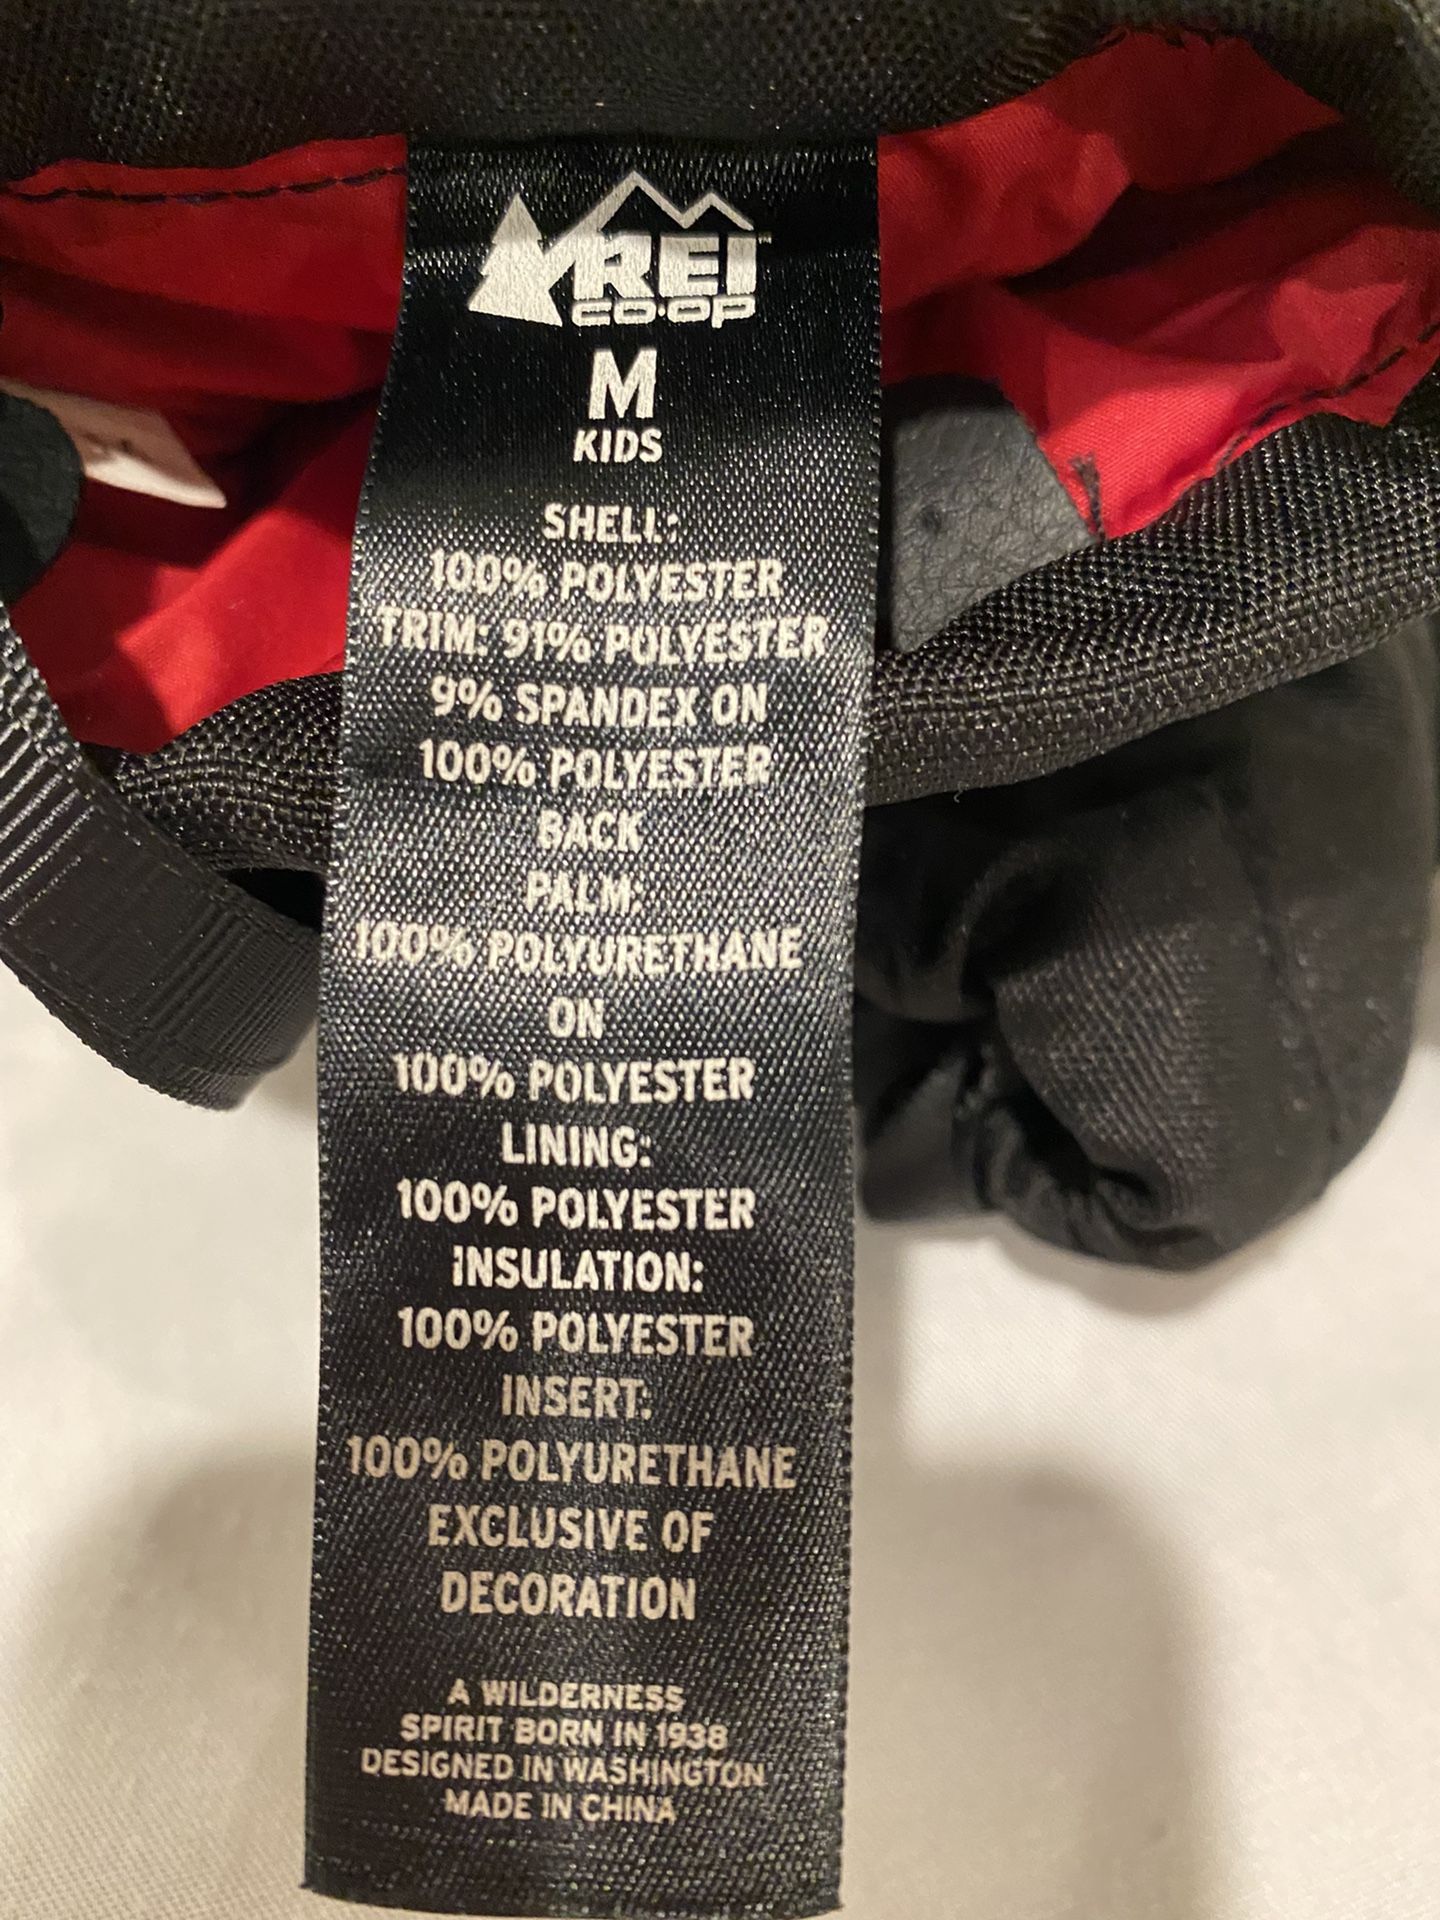 REI
CO·OP
M
KIDS
SHELL:
100% POLYESTER
TRIM: 91% POLYESTER
9% SPANDEX ON
100% POLYESTER
BACK
PALM:
100% POLYURETHANE
ON
100% POLYESTER
LINING:
100% POLYESTER
INSULATION:
100% POLYESTER
INSERT:
100% POLYURETHANE
EXCLUSIVE OF
DECORATION
A WILDERNESS
SPIRIT BORN IN 1938
DESIGNED IN WASHINGTON
MADE IN CHINA